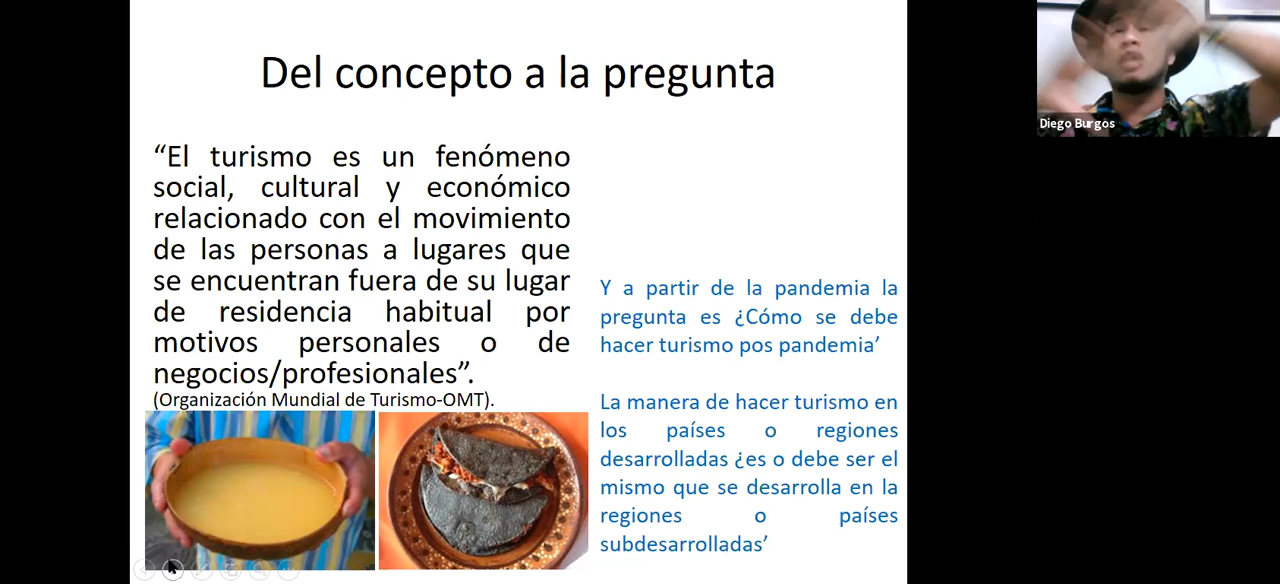 Del concepto a la pregunta
“El turismo es un fenómeno
social, cultural y económico
relacionado con el movimiento
de las personas a lugares que
se encuentran fuera de su lugar
de residencia habitual por
motivos personales o de
negocios/profesionales”.
(Organización Mundial de Turismo-OMT).
Y a partir de la pandemia la
pregunta es ¿Cómo se debe
hacer turismo pos pandemia’
La manera de hacer turismo en
los países o regiones
desarrolladas ¿es o debe ser el
mismo que se desarrolla en la
regiones o países
subdesarrolladas’
Diego Burgos